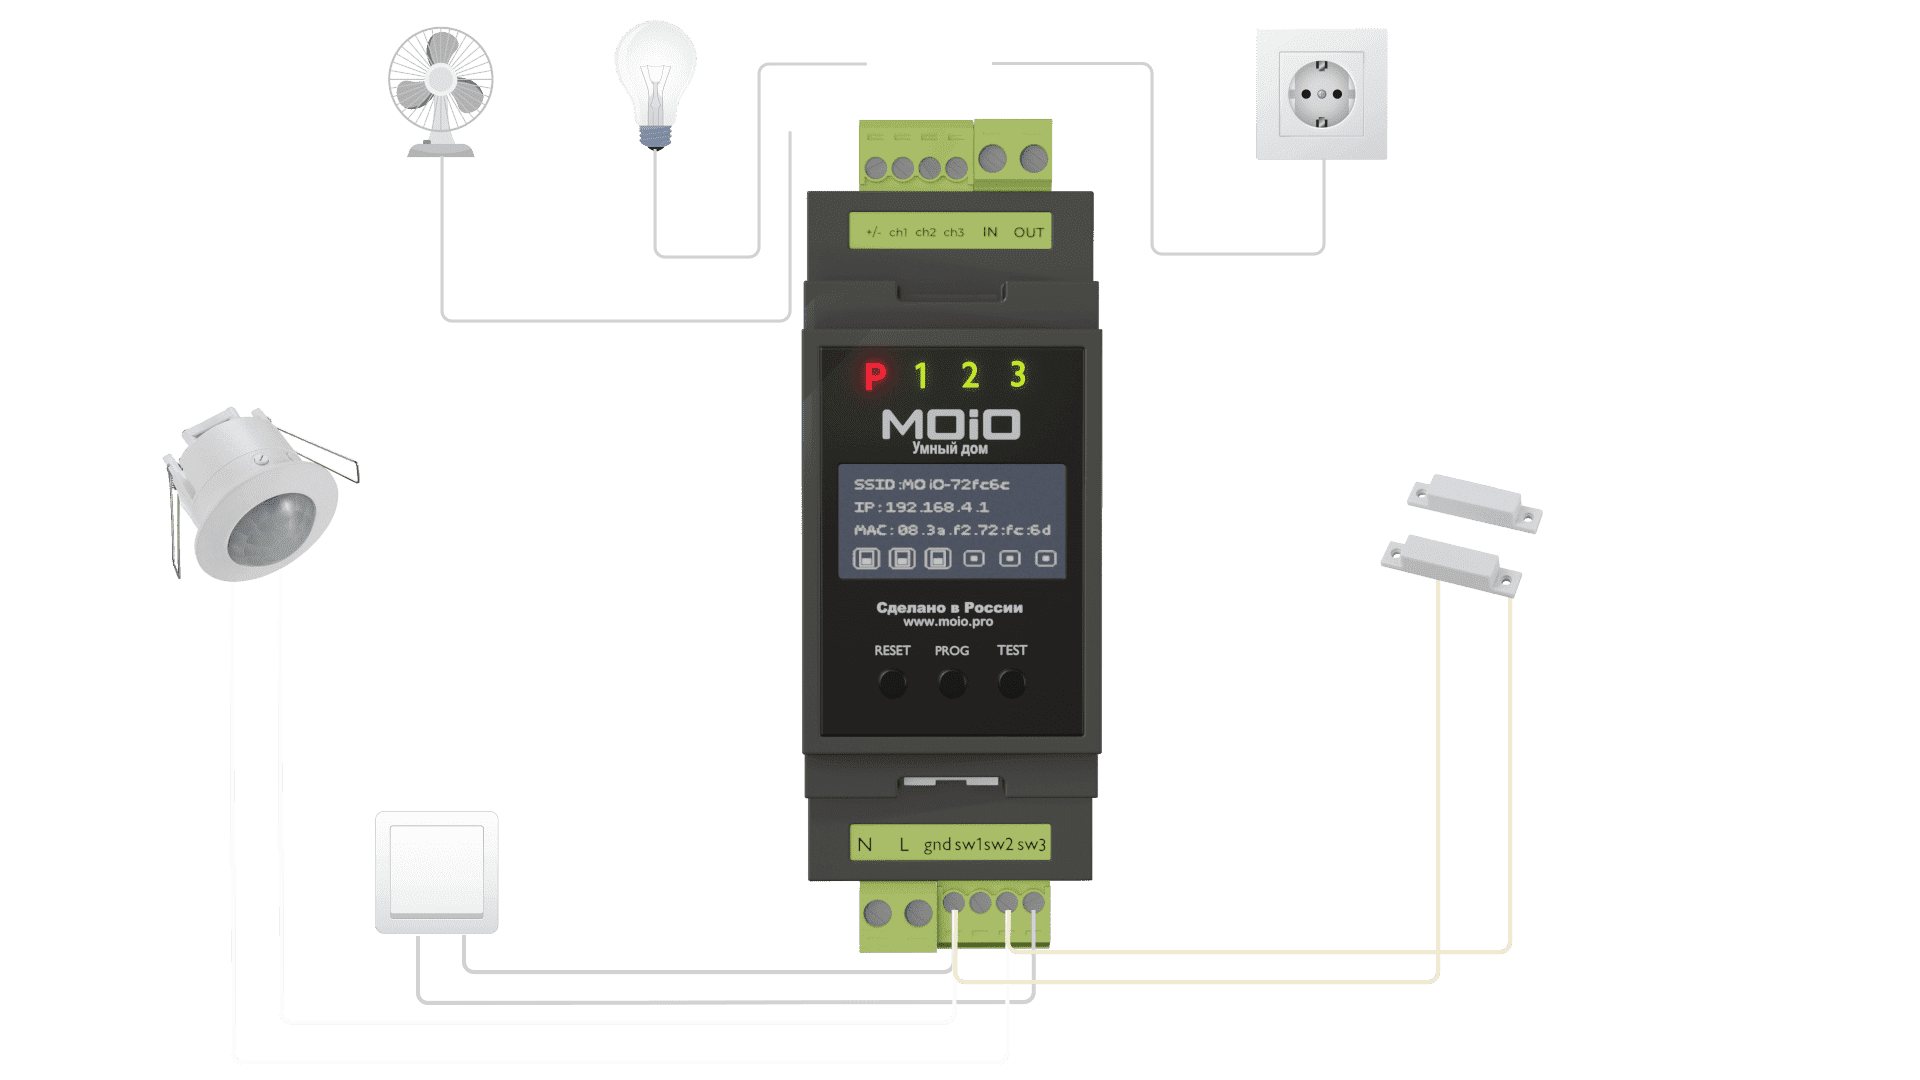 +/- ch1 ch2 ch3 IN OUT
P 1 2 3
MOiO
Умный дом
SSID:MOiO-72fc6c
IP:192.168.4.1
MAC:08.3a.f2.72:fc:6d
Сделано в России
www.moio.pro
RESET PROG TEST
N L gnd sw1 sw2 sw3